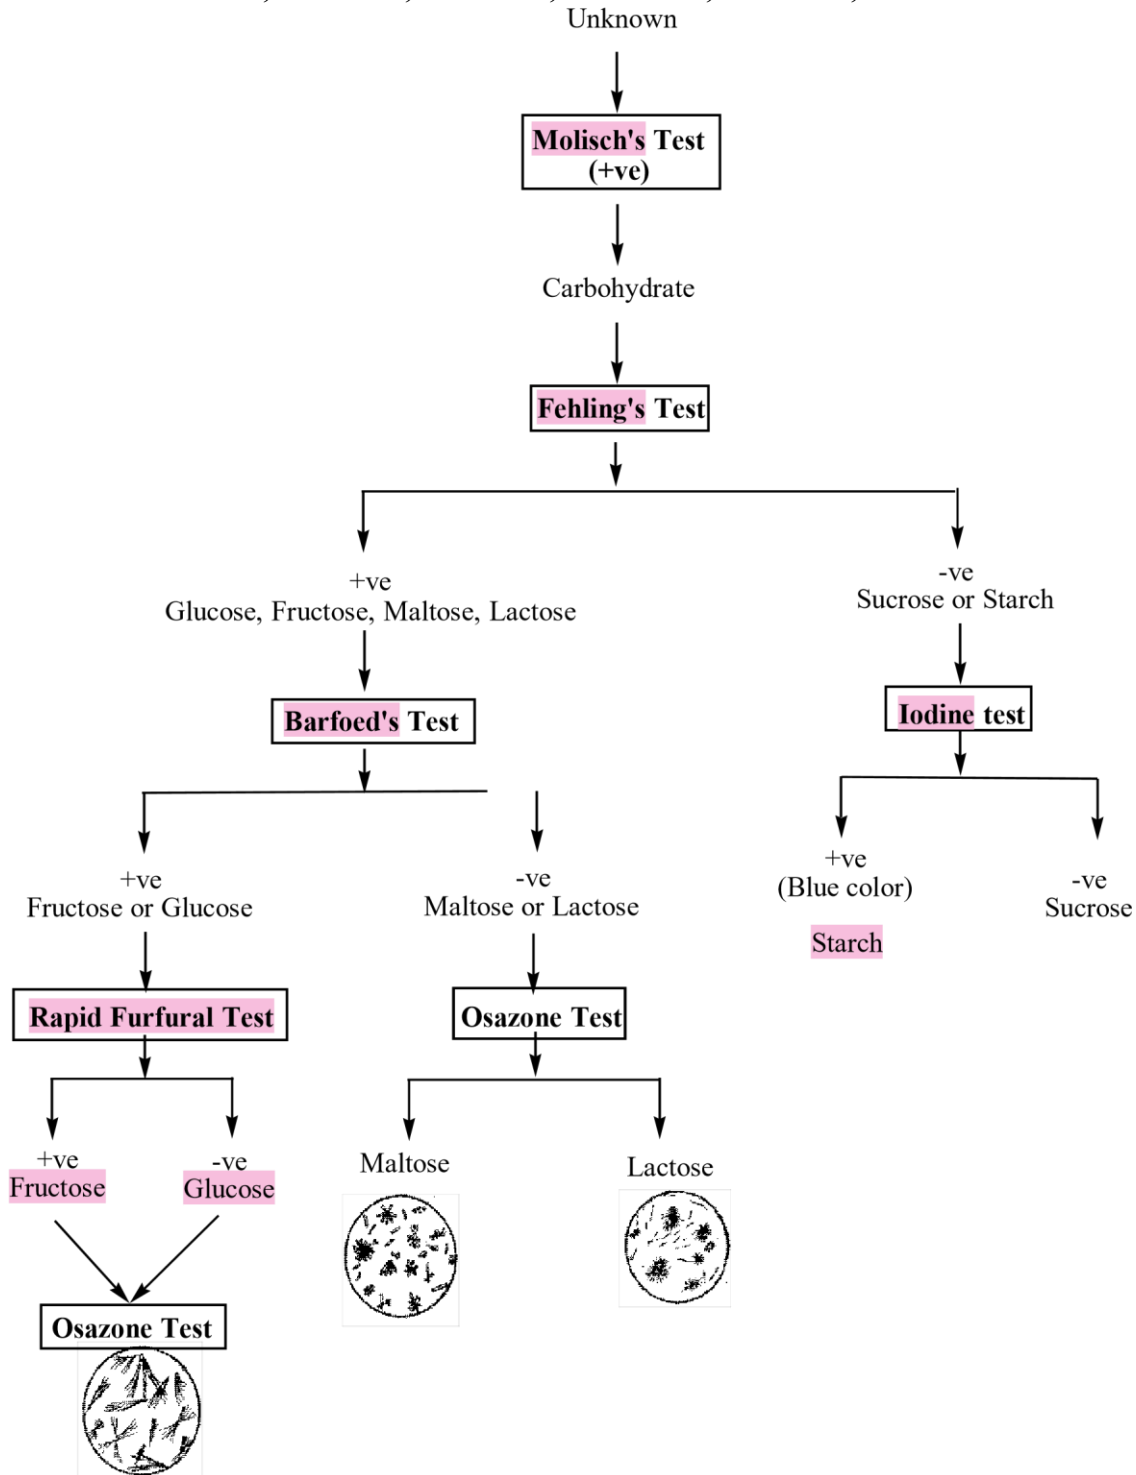 Unknown
Molisch's Test
(+ve)
Carbohydrate
Fehling's Test
+ve
Glucose, Fructose, Maltose, Lactose
-ve
Sucrose or Starch
Barfoed's Test
Iodine test
+ve
Fructose or Glucose
-ve
Maltose or Lactose
+ve
(Blue color)
Starch
-ve
Sucrose
Rapid Furfural Test
Osazone Test
+ve
Fructose
-ve
Glucose
Maltose
Lactose
Osazone Test